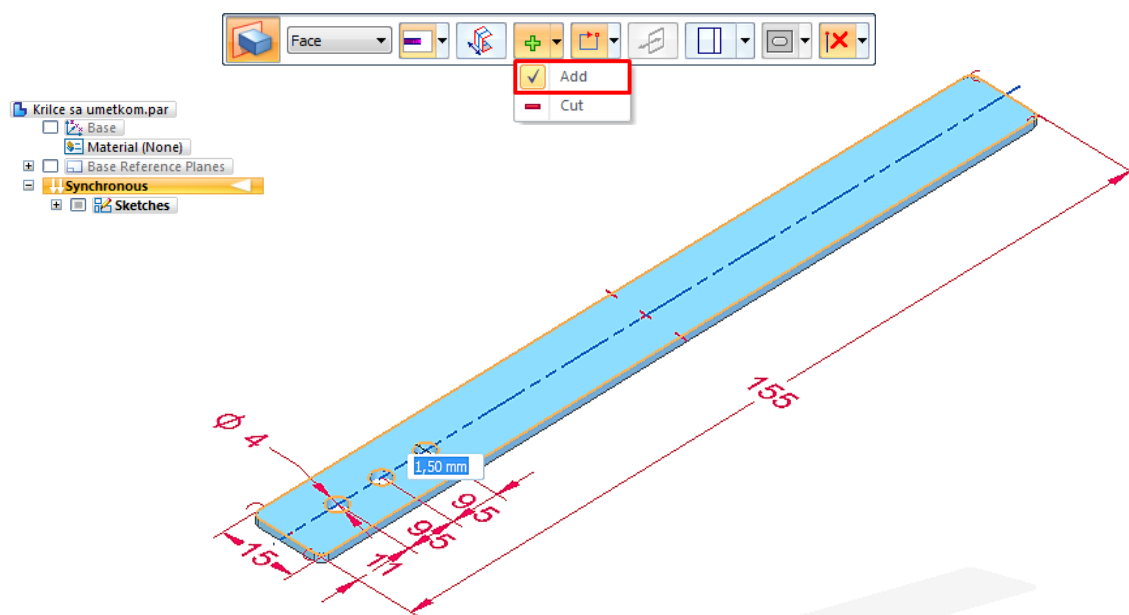 Face
Add
Cut
Krilce sa umetkom.par
Base
Material (None)
Base Reference Planes
Synchronous
Sketches
155
Ø 4
1,50 mm
9,5
9,5
11
15